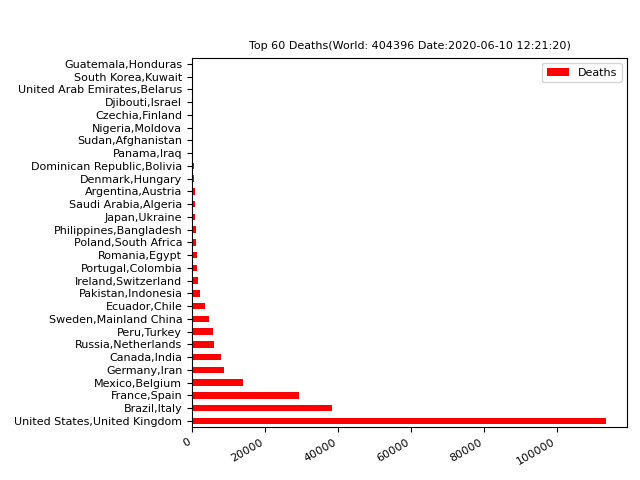 Top 60 Deaths(World: 404396 Date:2020-06-10 12:21:20)
Deaths
Guatemala,Honduras
South Korea,Kuwait
United Arab Emirates,Belarus
Djibouti,Israel
Czechia,Finland
Nigeria,Moldova
Sudan,Afghanistan
Panama,Iraq
Dominican Republic,Bolivia
Denmark,Hungary
Argentina,Austria
Saudi Arabia,Algeria
Japan,Ukraine
Philippines,Bangladesh
Poland,South Africa
Romania,Egypt
Portugal,Colombia
Ireland,Switzerland
Pakistan,Indonesia
Ecuador,Chile
Sweden,Mainland China
Peru,Turkey
Russia,Netherlands
Canada,India
Germany,Iran
Mexico,Belgium
France,Spain
Brazil,Italy
United States,United Kingdom
0 20000 40000 60000 80000 100000